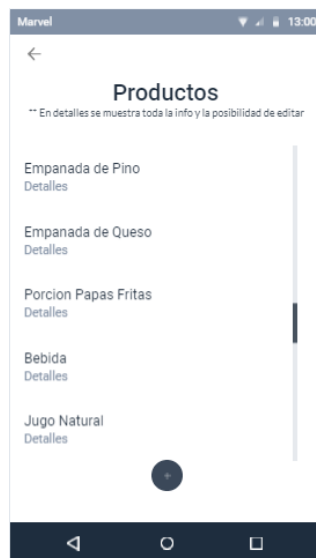 Marvel 13:00
Productos
** En detalles se muestra toda la info y la posibilidad de editar
Empanada de Pino
Detalles
Empanada de Queso
Detalles
Porcion Papas Fritas
Detalles
Bebida
Detalles
Jugo Natural
Detalles
+